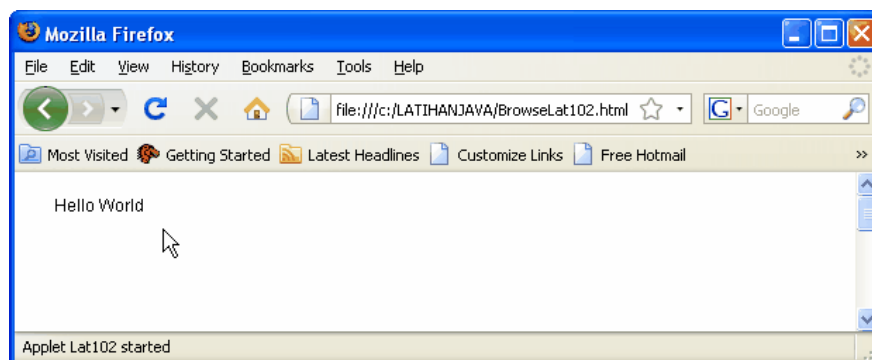 Mozilla Firefox
File Edit View History Bookmarks Tools Help
file:///c:/LATIHANJAVA/BrowseLat102.html G Google
Most Visited Getting Started Latest Headlines Customize Links Free Hotmail »
Hello World
Applet Lat102 started